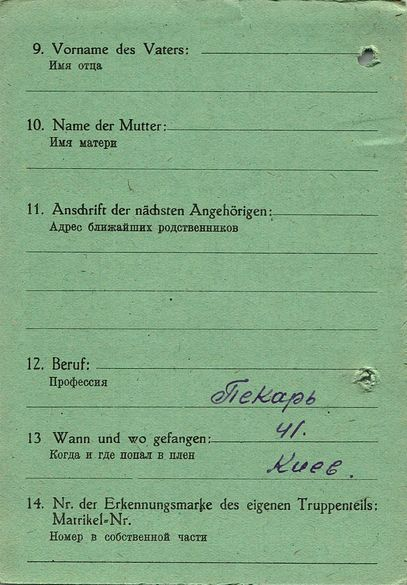 9. Vorname des Vaters:
Имя отца
10. Name der Mutter:
Имя матери
11. Anschrift der nächsten Angehörigen:
Адрес ближайших родственников
12. Beruf:
Профессия
Пекарь
13 Wann und wo gefangen:
41.
Когда и где попал в плен
Киев.
14. Nr. der Erkennungsmarke des eigenen Truppenteils:
Matrikel-Nr.
Номер в собственной части